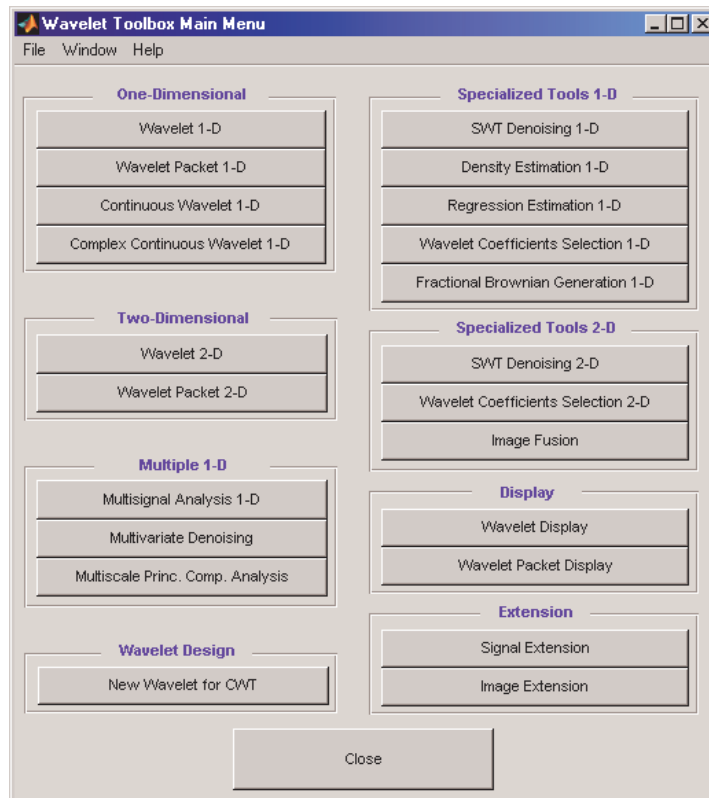 Wavelet Toolbox Main Menu
File Window Help
One-Dimensional
Wavelet 1-D
Wavelet Packet 1-D
Continuous Wavelet 1-D
Complex Continuous Wavelet 1-D
Two-Dimensional
Wavelet 2-D
Wavelet Packet 2-D
Multiple 1-D
Multisignal Analysis 1-D
Multivariate Denoising
Multiscale Princ. Comp. Analysis
Wavelet Design
New Wavelet for CWT
Specialized Tools 1-D
SWT Denoising 1-D
Density Estimation 1-D
Regression Estimation 1-D
Wavelet Coefficients Selection 1-D
Fractional Brownian Generation 1-D
Specialized Tools 2-D
SWT Denoising 2-D
Wavelet Coefficients Selection 2-D
Image Fusion
Display
Wavelet Display
Wavelet Packet Display
Extension
Signal Extension
Image Extension
Close